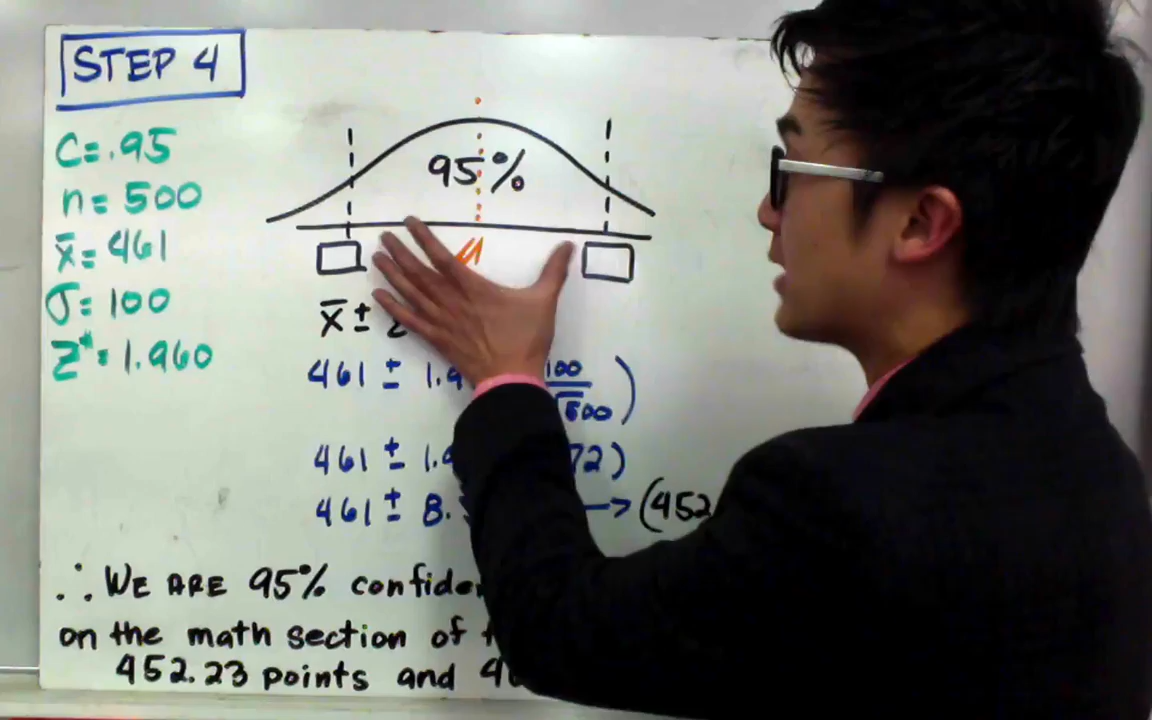 STEP 4
C=.95
n=500
x̄=461
σ=100
z*=1.960
95%
μ
x̄ ± z
461 ± 1.9 100
√500 )
461 ± 1.9 72)
461 ± 8. → (452.
∴ WE ARE 95%
on the math section of
452.23 points and